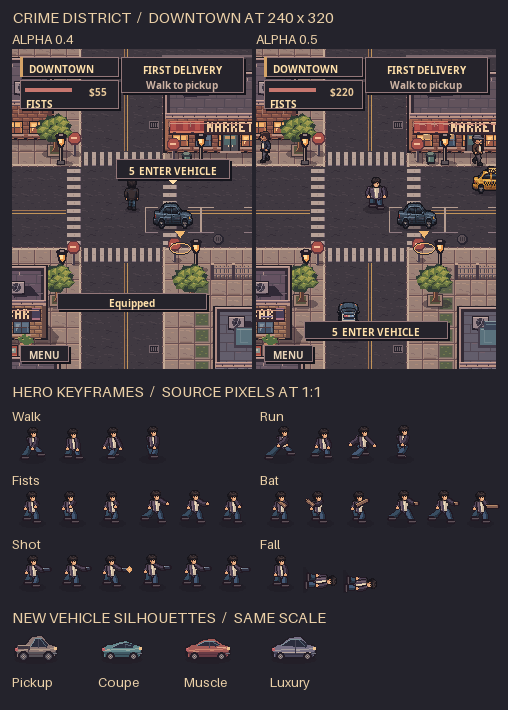 CRIME DISTRICT / DOWNTOWN AT 240 x 320
ALPHA 0.4
DOWNTOWN
$55
FISTS
FIRST DELIVERY
Walk to pickup
MARKET
5 ENTER VEHICLE
Equipped
BAR
MENU
ALPHA 0.5
DOWNTOWN
$220
FISTS
FIRST DELIVERY
Walk to pickup
MARKET
5 ENTER VEHICLE
BAR
MENU
HERO KEYFRAMES / SOURCE PIXELS AT 1:1
Walk
Run
Fists
Bat
Shot
Fall
NEW VEHICLE SILHOUETTES / SAME SCALE
Pickup
Coupe
Muscle
Luxury